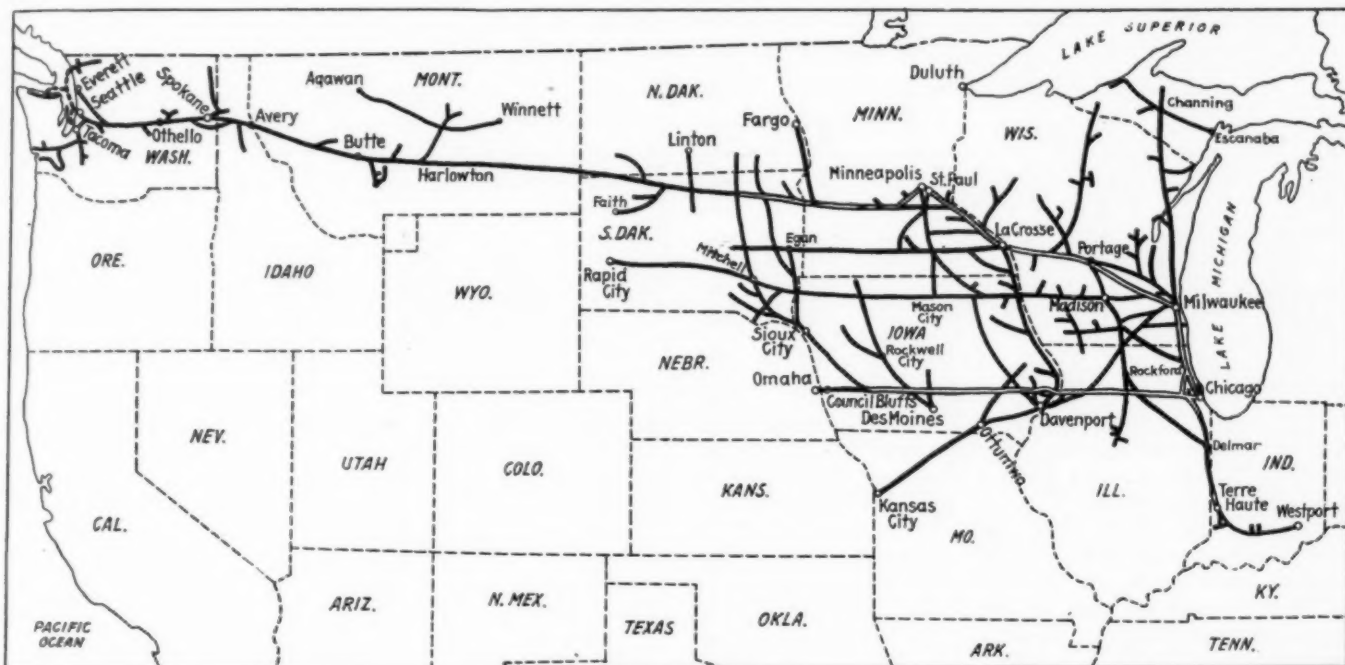 LAKE SUPERIOR
Duluth
Everett
Seattle
Spokane
Tacoma
Othello
WASH.
Avery
Aqawan
MONT.
Winnett
Butte
Harlowton
N. DAK.
Linton
Fargo
MINN.
WIS.
Channing
Escanaba
Minneapolis
St. Paul
Faith
S. DAK.
Egan
La Crosse
Portage
LAKE MICHIGAN
ORE.
IDAHO
WYO.
Rapid
City
Mitchell
Mason
City
Madison
Milwaukee
Sioux
City
IOWA
Rockwell
City
NEBR.
Omaha
Council Bluffs
Des Moines
Rockford
Chicago
Davenport
Ottumwa
Delmar
NEV.
UTAH
COLO.
KANS.
Kansas
City
MO.
ILL.
IND.
Terre
Haute
Westport
CAL.
ARIZ.
N. MEX.
TEXAS
OKLA.
ARK.
KY.
TENN.
PACIFIC
OCEAN